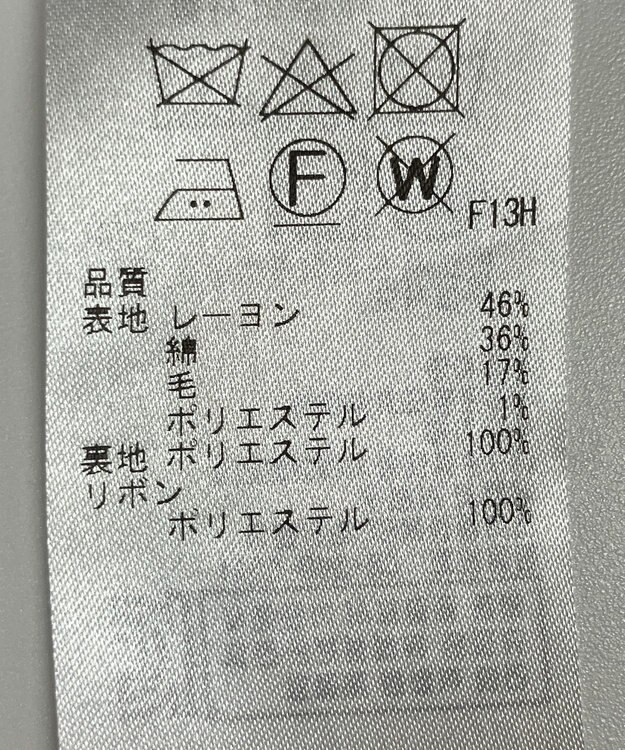 F W F13H
品質
表地 レーヨン 46%
綿 36%
毛 17%
ポリエステル 1%
裏地 ポリエステル 100%
リボン
ポリエステル 100%